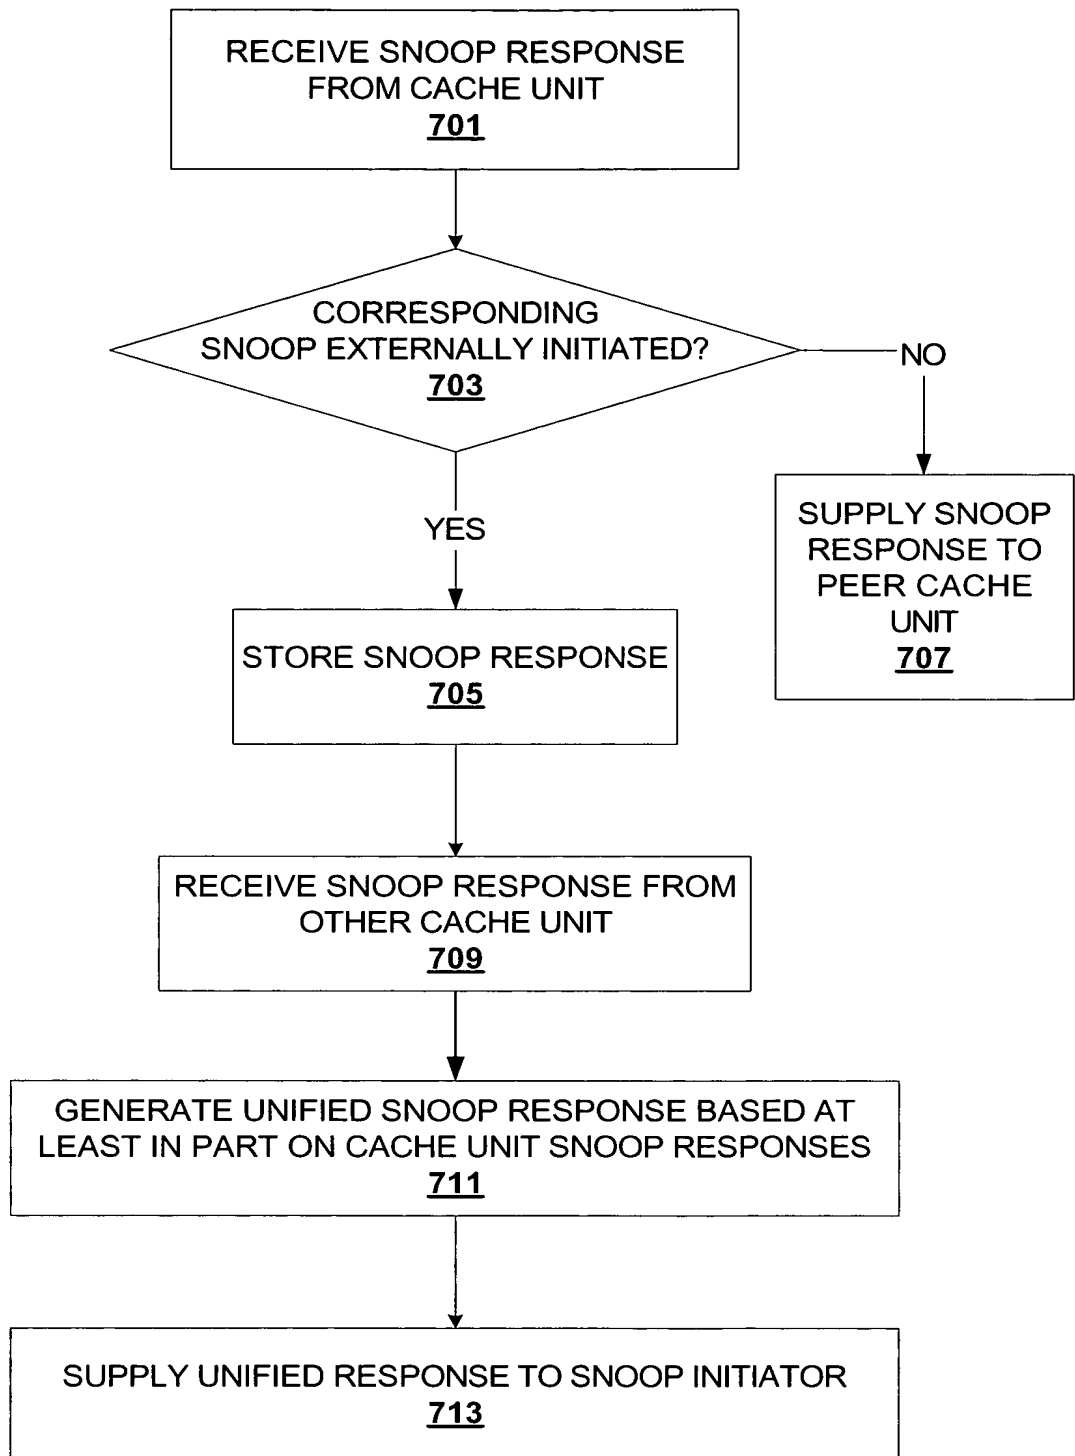 RECEIVE SNOOP RESPONSE
FROM CACHE UNIT
701
CORRESPONDING
SNOOP EXTERNALLY INITIATED?
703
NO
YES
SUPPLY SNOOP
RESPONSE TO
PEER CACHE
UNIT
707
STORE SNOOP RESPONSE
705
RECEIVE SNOOP RESPONSE FROM
OTHER CACHE UNIT
709
GENERATE UNIFIED SNOOP RESPONSE BASED AT
LEAST IN PART ON CACHE UNIT SNOOP RESPONSES
711
SUPPLY UNIFIED RESPONSE TO SNOOP INITIATOR
713